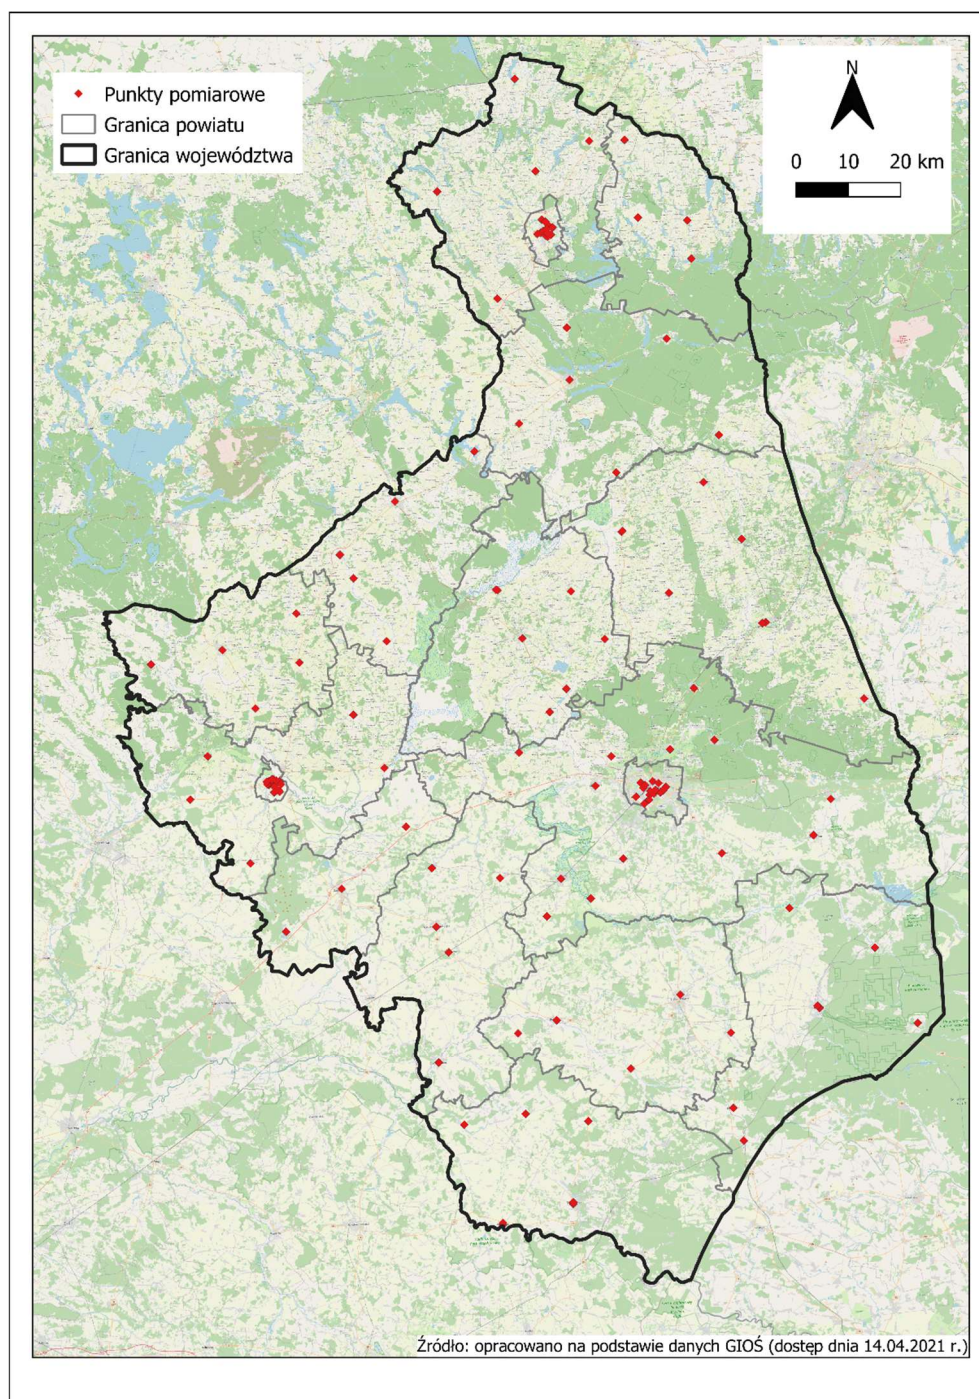 Punkty pomiarowe
Granica powiatu
Granica województwa
N
0 10 20 km
Źródło: opracowano na podstawie danych GIOŚ (dostęp dnia 14.04.2021 r.)